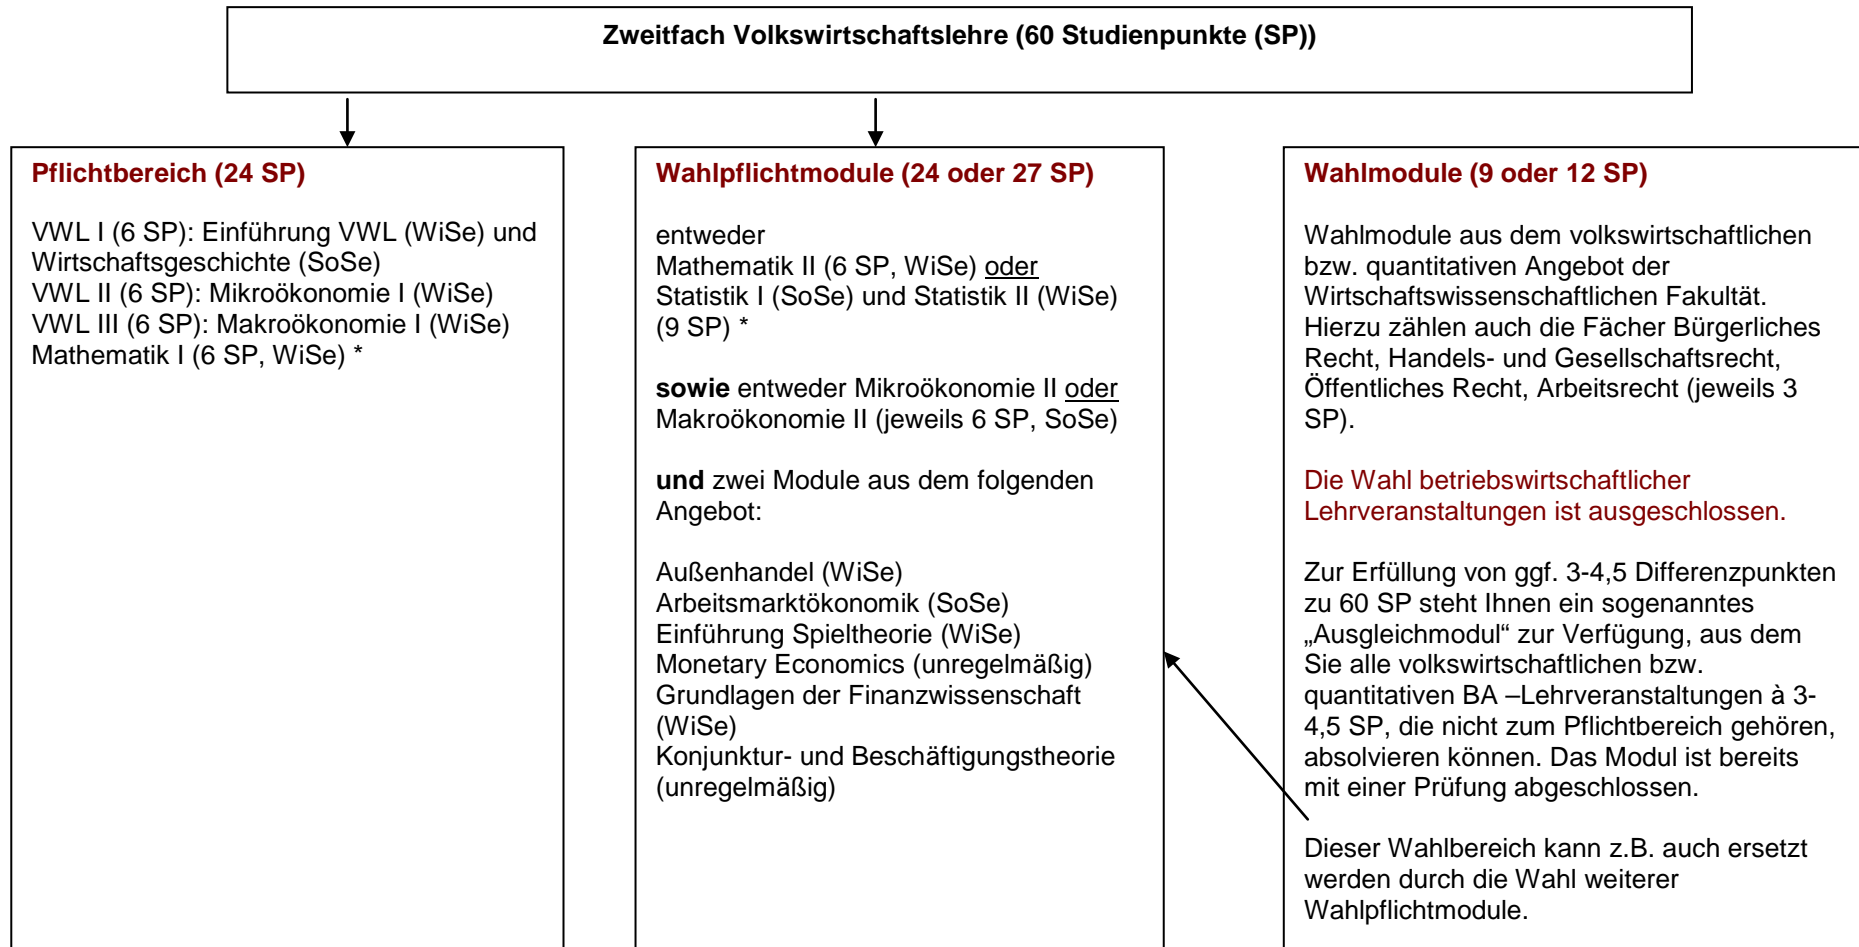 Zweitfach Volkswirtschaftslehre (60 Studienpunkte (SP))
Pflichtbereich (24 SP)
VWL I (6 SP): Einführung VWL (WiSe) und
Wirtschaftsgeschichte (SoSe)
VWL II (6 SP): Mikroökonomie I (WiSe)
VWL III (6 SP): Makroökonomie I (WiSe)
Mathematik I (6 SP, WiSe) *
Wahlpflichtmodule (24 oder 27 SP)
entweder
Mathematik II (6 SP, WiSe) oder
Statistik I (SoSe) und Statistik II (WiSe)
(9 SP) *
sowie entweder Mikroökonomie II oder
Makroökonomie II (jeweils 6 SP, SoSe)
und zwei Module aus dem folgenden
Angebot:
Außenhandel (WiSe)
Arbeitsmarktökonomik (SoSe)
Einführung Spieltheorie (WiSe)
Monetary Economics (unregelmäßig)
Grundlagen der Finanzwissenschaft
(WiSe)
Konjunktur- und Beschäftigungstheorie
(unregelmäßig)
Wahlmodule (9 oder 12 SP)
Wahlmodule aus dem volkswirtschaftlichen
bzw. quantitativen Angebot der
Wirtschaftswissenschaftlichen Fakultät.
Hierzu zählen auch die Fächer Bürgerliches
Recht, Handels- und Gesellschaftsrecht,
Öffentliches Recht, Arbeitsrecht (jeweils 3
SP).
Die Wahl betriebswirtschaftlicher
Lehrveranstaltungen ist ausgeschlossen.
Zur Erfüllung von ggf. 3-4,5 Differenzpunkten
zu 60 SP steht Ihnen ein sogenanntes
„Ausgleichmodul“ zur Verfügung, aus dem
Sie alle volkswirtschaftlichen bzw.
quantitativen BA –Lehrveranstaltungen à 3-
4,5 SP, die nicht zum Pflichtbereich gehören,
absolvieren können. Das Modul ist bereits
mit einer Prüfung abgeschlossen.
Dieser Wahlbereich kann z.B. auch ersetzt
werden durch die Wahl weiterer
Wahlpflichtmodule.